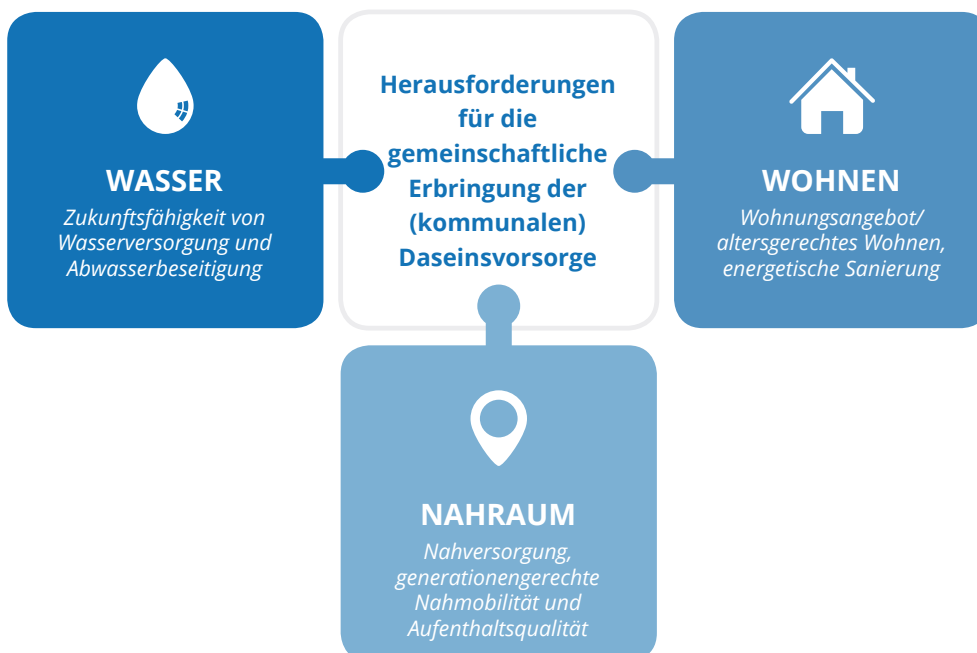 WASSER
Zukunftsfähigkeit von
Wasserversorgung und
Abwasserbeseitigung
Herausforderungen
für die
gemeinschaftliche
Erbringung der
(kommunalen)
Daseinsvorsorge
WOHNEN
Wohnungsangebot/
altersgerechtes Wohnen,
energetische Sanierung
NAHRAUM
Nahversorgung,
generationengerechte
Nahmobilität und
Aufenthaltsqualität